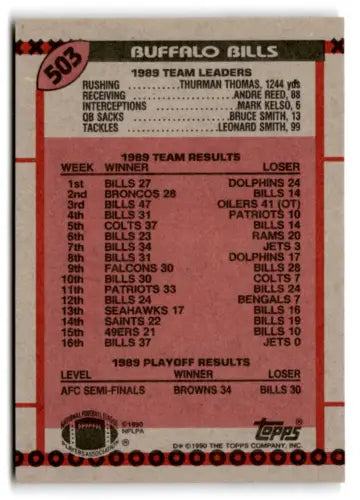 503
BUFFALO BILLS
1989 TEAM LEADERS
RUSHING ........ THURMAN THOMAS, 1244 yds
RECEIVING ........ ANDRE REED, 88
INTERCEPTIONS ........ MARK KELSO, 6
QB SACKS ........ BRUCE SMITH, 13
TACKLES ........ LEONARD SMITH, 99
1989 TEAM RESULTS
WEEK WINNER LOSER
1st BILLS 27 DOLPHINS 24
2nd BRONCOS 28 BILLS 14
3rd BILLS 47 OILERS 41 (OT)
4th BILLS 31 PATRIOTS 10
5th COLTS 37 BILLS 14
6th BILLS 23 RAMS 20
7th BILLS 34 JETS 3
8th BILLS 31 DOLPHINS 17
9th FALCONS 30 BILLS 28
10th BILLS 30 COLTS 7
11th PATRIOTS 33 BILLS 24
12th BILLS 24 BENGALS 7
13th SEAHAWKS 17 BILLS 16
14th SAINTS 22 BILLS 19
15th 49ERS 21 BILLS 10
16th BILLS 37 JETS 0
1989 PLAYOFF RESULTS
LEVEL WINNER LOSER
AFC SEMI-FINALS BROWNS 34 BILLS 30
NATIONAL FOOTBALL LEAGUE
PLAYERS ASSOCIATION
©1990
NFLPA
TOPPS
D* © 1990 THE TOPPS COMPANY, INC.